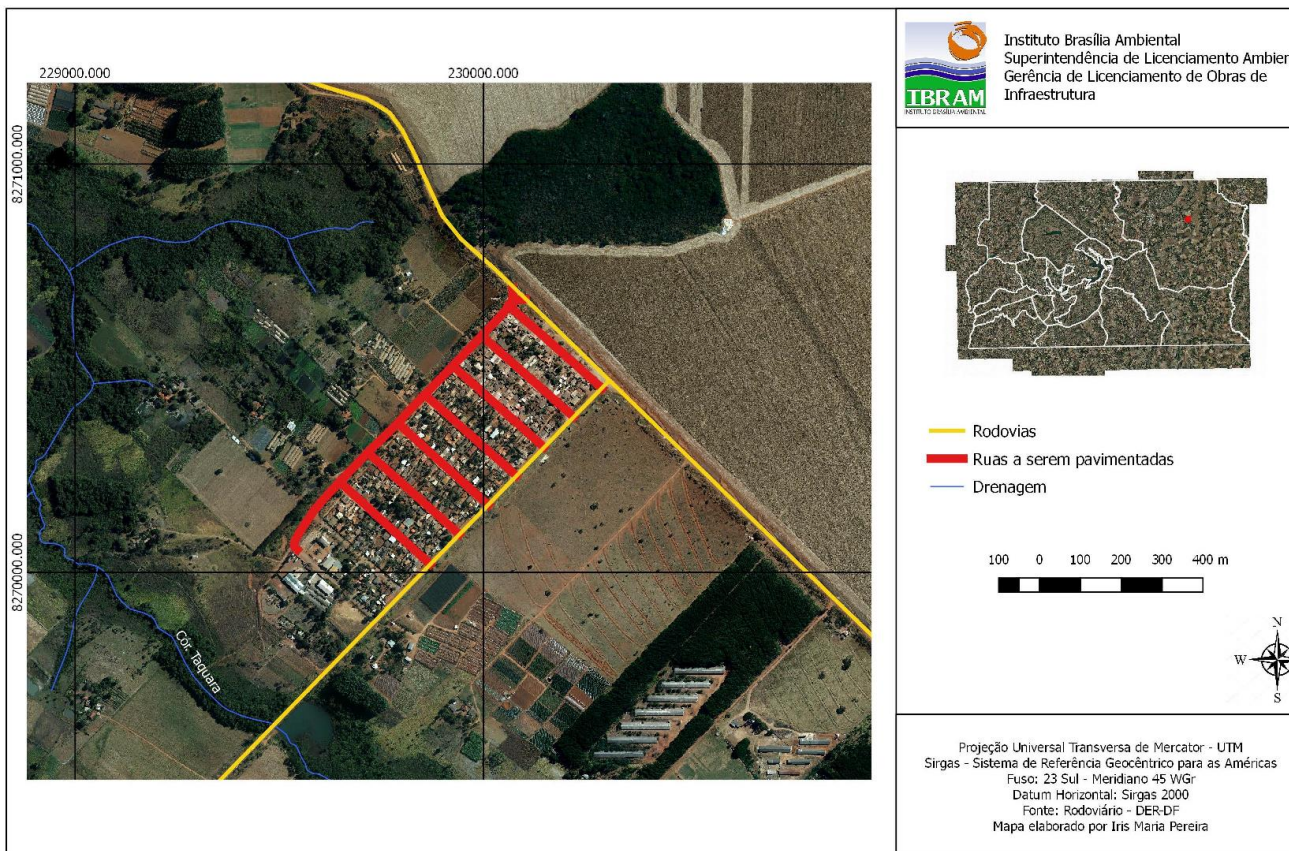 Instituto Brasília Ambiental
Superintendência de Licenciamento Ambien
Gerência de Licenciamento de Obras de
Infraestrutura
IBRAM
INSTITUTO BRASÍLIA AMBIENTAL
229000.000
230000.000
8271000.000
8270000.000
Cór. Taquara
Rodovias
Ruas a serem pavimentadas
Drenagem
100 0 100 200 300 400 m
N
W
S
Projeção Universal Transversa de Mercator - UTM
Sirgas - Sistema de Referência Geocêntrico para as Américas
Fuso: 23 Sul - Meridiano 45 WGr
Datum Horizontal: Sirgas 2000
Fonte: Rodoviário - DER-DF
Mapa elaborado por Iris Maria Pereira